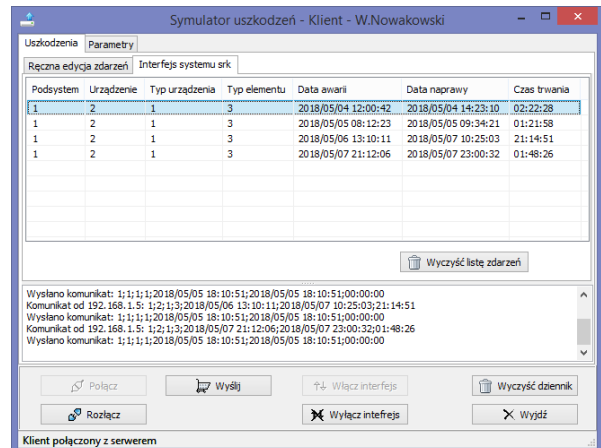 Symulator uszkodzeń - Klient - W.Nowakowski
Uszkodzenia Parametry
Ręczna edycja zdarzeń Interfejs systemu srk
Podsystem Urządzenie Typ urządzenia Typ elementu Data awarii Data naprawy Czas trwania
1 2 1 3 2018/05/04 12:00:42 2018/05/04 14:23:10 02:22:28
1 2 1 3 2018/05/05 08:12:23 2018/05/05 09:34:21 01:21:58
1 2 1 3 2018/05/06 13:10:11 2018/05/07 10:25:03 21:14:51
1 2 1 3 2018/05/07 21:12:06 2018/05/07 23:00:32 01:48:26
Wyczyść listę zdarzeń
Wysłano komunikat: 1;1;1;1;2018/05/05 18:10:51;2018/05/05 18:10:51;00:00:00
Komunikat od 192.168.1.5: 1;2;1;3;2018/05/06 13:10:11;2018/05/07 10:25:03;21:14:51
Wysłano komunikat: 1;1;1;1;2018/05/05 18:10:51;2018/05/05 18:10:51;00:00:00
Komunikat od 192.168.1.5: 1;2;1;3;2018/05/07 21:12:06;2018/05/07 23:00:32;01:48:26
Wysłano komunikat: 1;1;1;1;2018/05/05 18:10:51;2018/05/05 18:10:51;00:00:00
Połącz Wyślij Włącz interfejs Wyczyść dziennik
Rozłącz Wyłącz intefrejs Wyjdź
Klient połączony z serwerem